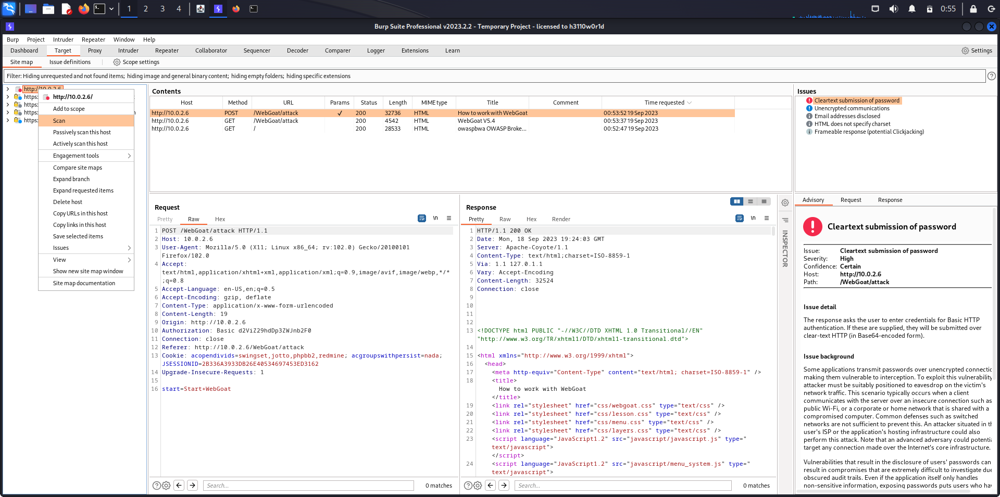 1 2 3 4
0:55
Burp Suite Professional v2023.2.2 - Temporary Project - licensed to h3110w0r1d
Burp Project Intruder Repeater Window Help
Dashboard Target Proxy Intruder Repeater Collaborator Sequencer Decoder Comparer Logger Extensions Learn Settings
Site map Issue definitions Scope settings
Filter: Hiding unrequested and not found items; hiding image and general binary content; hiding empty folders; hiding specific extensions
http://10.0.2.6
https:
https:
https:
https:
http://10.0.2.6/
Add to scope
Scan
Passively scan this host
Actively scan this host
Engagement tools
Compare site maps
Expand branch
Expand requested items
Delete host
Copy URLs in this host
Copy links in this host
Save selected items
Issues
View
Show new site map window
Site map documentation
Contents
Host Method URL Params Status Length MIME type Title Comment Time requested
http://10.0.2.6 POST /WebGoat/attack ✓ 200 32736 HTML How to work with WebGoat 00:53:52 19 Sep 2023
http://10.0.2.6 GET /WebGoat/attack 200 4542 HTML WebGoat V5.4 00:53:37 19 Sep 2023
http://10.0.2.6 GET / 200 28533 HTML owaspbwa OWASP Broke... 00:52:47 19 Sep 2023
Request
Pretty Raw Hex
\n
1 POST /WebGoat/attack HTTP/1.1
2 Host: 10.0.2.6
3 User-Agent: Mozilla/5.0 (X11; Linux x86_64; rv:102.0) Gecko/20100101
Firefox/102.0
4 Accept:
text/html,application/xhtml+xml,application/xml;q=0.9,image/avif,image/webp,*/*
;q=0.8
5 Accept-Language: en-US,en;q=0.5
6 Accept-Encoding: gzip, deflate
7 Content-Type: application/x-www-form-urlencoded
8 Content-Length: 19
9 Origin: http://10.0.2.6
10 Authorization: Basic d2ViZ29hdDp3ZWJnb2F0
11 Connection: close
12 Referer: http://10.0.2.6/WebGoat/attack
13 Cookie: acopendivids=swingset,jotto,phpbb2,redmine; acgroupswithpersist=nada;
JSESSIONID=2B336A3933DB26E40534697453ED3162
14 Upgrade-Insecure-Requests: 1
15
16 start=Start+WebGoat
Search...
0 matches
Response
Pretty Raw Hex Render
\n
1 HTTP/1.1 200 OK
2 Date: Mon, 18 Sep 2023 19:24:03 GMT
3 Server: Apache-Coyote/1.1
4 Content-Type: text/html;charset=ISO-8859-1
5 Via: 1.1 127.0.1.1
6 Vary: Accept-Encoding
7 Content-Length: 32524
8 Connection: close
9
10
11
12
13 <!DOCTYPE html PUBLIC "-//W3C//DTD XHTML 1.0 Transitional//EN"
"http://www.w3.org/TR/xhtml1/DTD/xhtml1-transitional.dtd">
14
15 <html xmlns="http://www.w3.org/1999/xhtml">
16 <head>
17 <meta http-equiv="Content-Type" content="text/html; charset=ISO-8859-1" />
18 <title>
How to work with WebGoat
</title>
19 <link rel="stylesheet" href="css/webgoat.css" type="text/css" />
20 <link rel="stylesheet" href="css/lesson.css" type="text/css" />
21 <link rel="stylesheet" href="css/menu.css" type="text/css" />
22 <link rel="stylesheet" href="css/layers.css" type="text/css" />
23 <script language="JavaScript1.2" src="javascript/javascript.js" type="
text/javascript">
</script>
24 <script language="JavaScript1.2" src="javascript/menu_system.js" type="
text/javascript">
Search...
0 matches
INSPECTOR
Issues
Cleartext submission of password
Unencrypted communications
Email addresses disclosed
HTML does not specify charset
Frameable response (potential Clickjacking)
Advisory Request Response
Cleartext submission of password
Issue: Cleartext submission of password
Severity: High
Confidence: Certain
Host: http://10.0.2.6
Path: /WebGoat/attack
Issue detail
The response asks the user to enter credentials for Basic HTTP
authentication. If these are supplied, they will be submitted over
clear-text HTTP (in Base64-encoded form).
Issue background
Some applications transmit passwords over unencrypted connectic
making them vulnerable to interception. To exploit this vulnerability
attacker must be suitably positioned to eavesdrop on the victim's
network traffic. This scenario typically occurs when a client
communicates with the server over an insecure connection such as
public Wi-Fi, or a corporate or home network that is shared with a
compromised computer. Common defenses such as switched
networks are not sufficient to prevent this. An attacker situated in th
user's ISP or the application's hosting infrastructure could also
perform this attack. Note that an advanced adversary could potentia
target any connection made over the Internet's core infrastructure.
Vulnerabilities that result in the disclosure of users' passwords can
result in compromises that are extremely difficult to investigate due
obscured audit trails. Even if the application itself only handles
non-sensitive information, exposing passwords puts users who hav